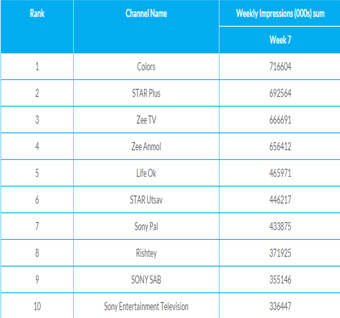 Rank Channel Name Weekly Impressions (000s) sum
Week 7
1 Colors 716604
2 STAR Plus 692564
3 Zee TV 666691
4 Zee Anmol 656412
5 Life Ok 465971
6 STAR Utsav 446217
7 Sony Pal 433875
8 Rishtey 371925
9 SONY SAB 355146
10 Sony Entertainment Television 336447